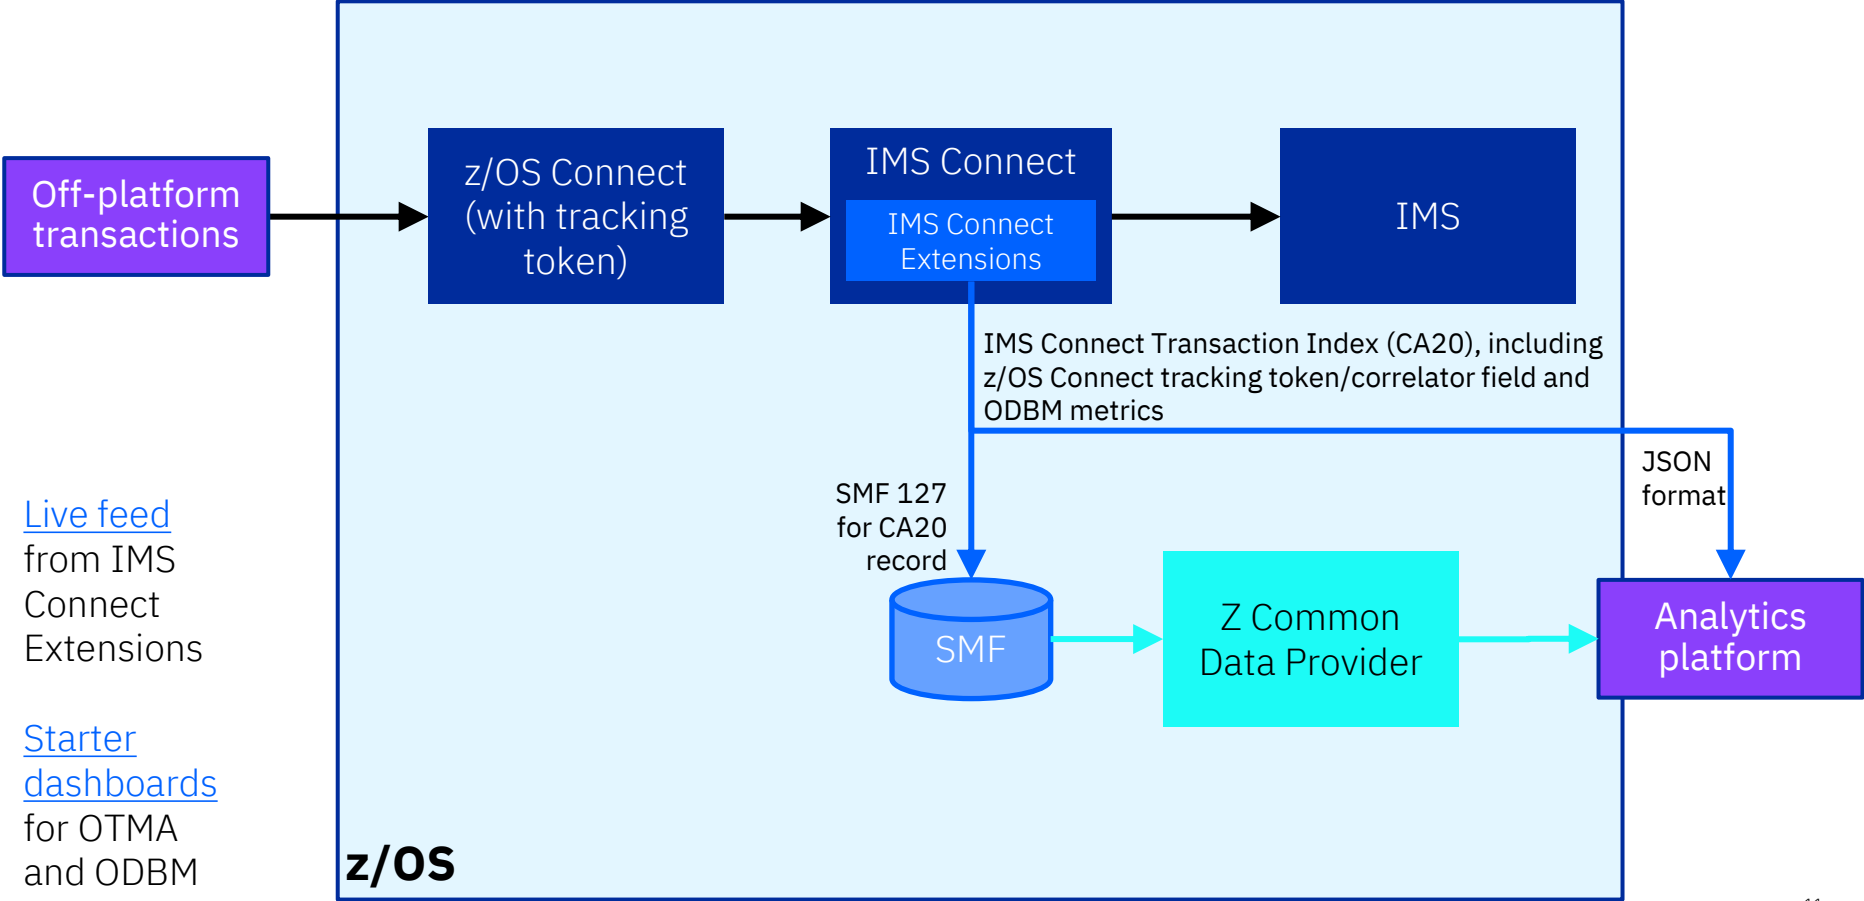 Off-platform
transactions
z/OS Connect
(with tracking
token)
IMS Connect
IMS Connect
Extensions
IMS
IMS Connect Transaction Index (CA20), including
z/OS Connect tracking token/correlator field and
ODBM metrics
JSON
format
SMF 127
for CA20
record
SMF
Z Common
Data Provider
Analytics
platform
Live feed
from IMS
Connect
Extensions
Starter
dashboards
for OTMA
and ODBM
z/OS